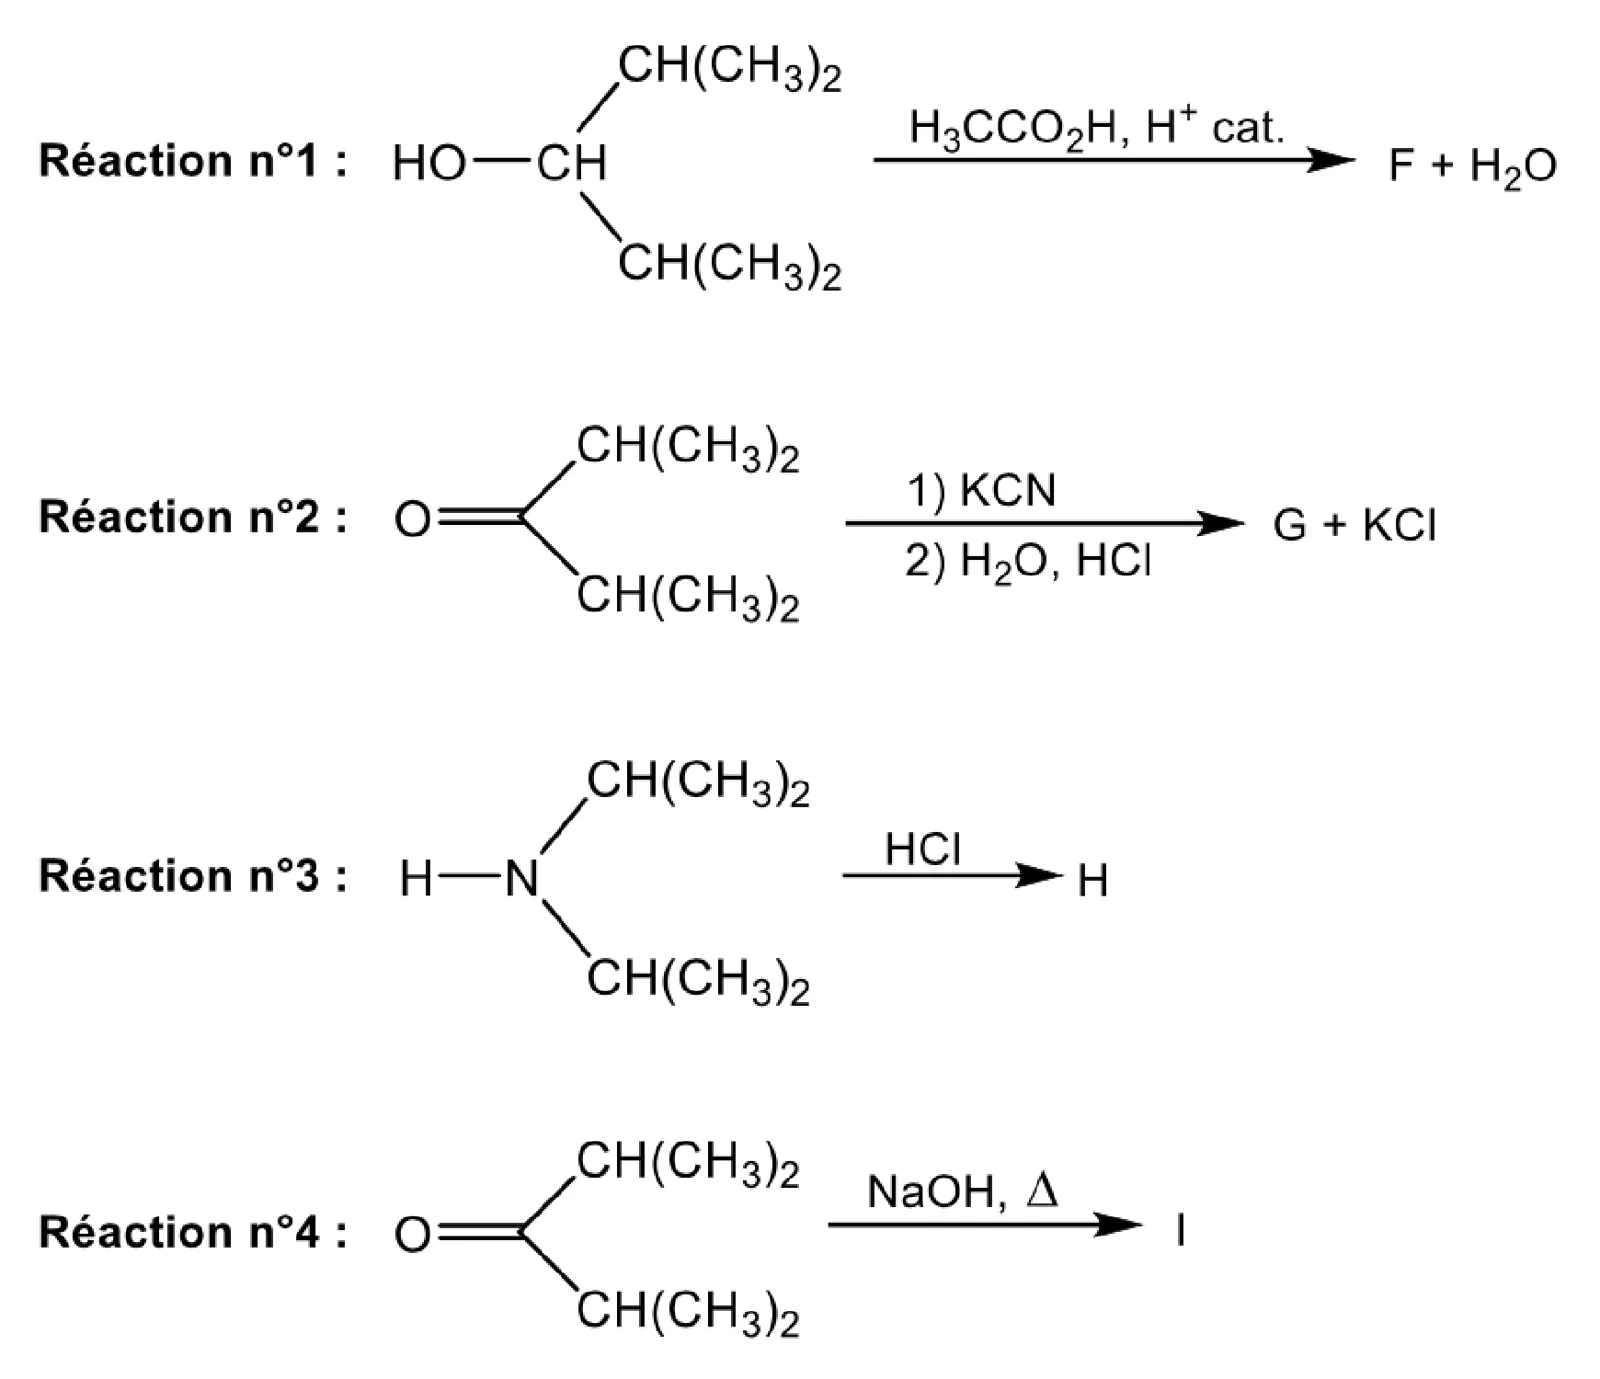 CH(CH₃)₂
H₃CCO₂H, H⁺ cat.
Réaction n°1 : HO—CH F + H₂O
CH(CH₃)₂
CH(CH₃)₂
1) KCN
Réaction n°2 : O G + KCl
2) H₂O, HCl
CH(CH₃)₂
CH(CH₃)₂
HCl
Réaction n°3 : H—N H
CH(CH₃)₂
CH(CH₃)₂
NaOH, Δ
Réaction n°4 : O I
CH(CH₃)₂